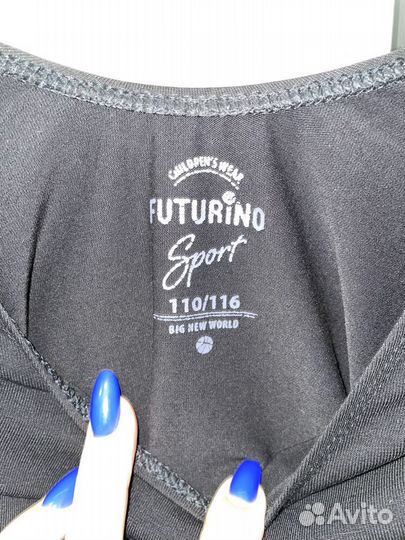 CHILDREN'S WEAR
FUTURINO
Sport
110/116
BIG NEW WORLD
Avito